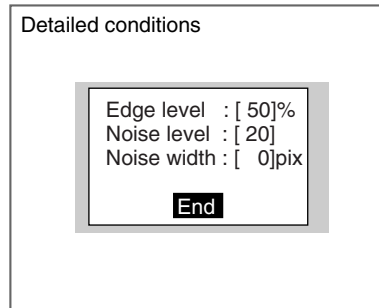 Detailed conditions
Edge level : [ 50]%
Noise level : [ 20]
Noise width : [ 0]pix
End